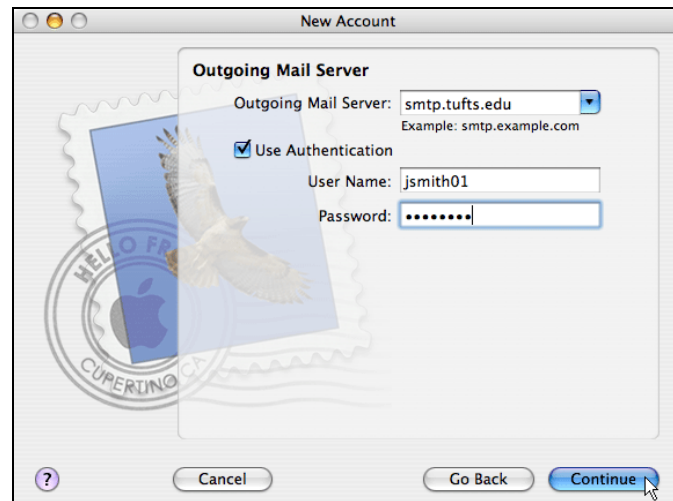 New Account
Outgoing Mail Server
Outgoing Mail Server: smtp.tufts.edu
Example: smtp.example.com
Use Authentication
User Name: jsmith01
Password: ••••••••
HELLO FR
CUPERTINO CA
? Cancel Go Back Continue